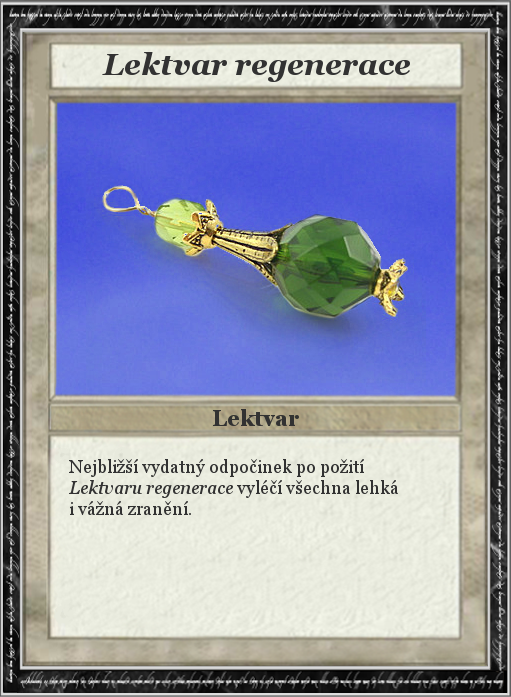 Lektvar regenerace
Lektvar
Nejbližší vydatný odpočinek po požití
Lektvaru regenerace vyléčí všechna lehká
i vážná zranění.